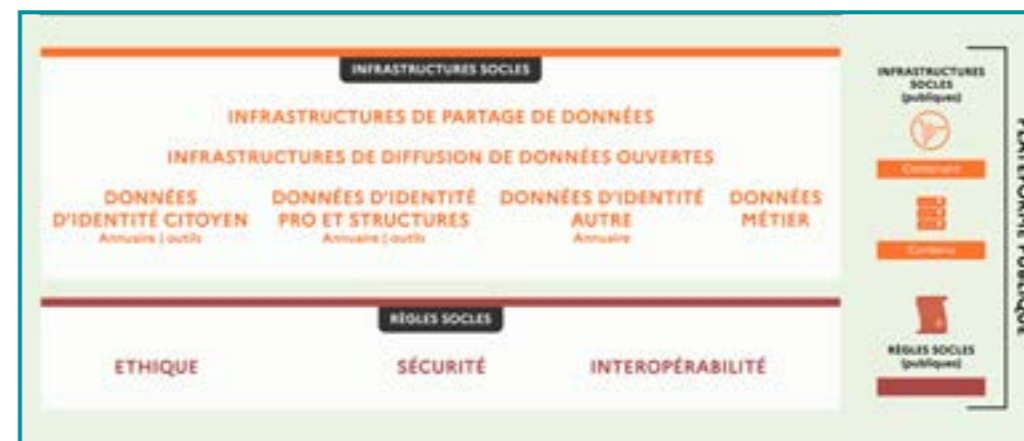 INFRASTRUCTURES SOCLES
INFRASTRUCTURES DE PARTAGE DE DONNÉES
INFRASTRUCTURES DE DIFFUSION DE DONNÉES OUVERTES
DONNÉES
D'IDENTITÉ CITOYEN
Annuaire | outils
DONNÉES D'IDENTITÉ
PRO ET STRUCTURES
Annuaire | outils
DONNÉES D'IDENTITÉ
AUTRE
Annuaire
DONNÉES
MÉTIER
RÈGLES SOCLES
ETHIQUE
SÉCURITÉ
INTEROPÉRABILITÉ
INFRASTRUCTURES
SOCLES
(publiques)
Contenant
Contenu
RÈGLES SOCLES
(publiques)
PLATEFORME PUBLIQUE